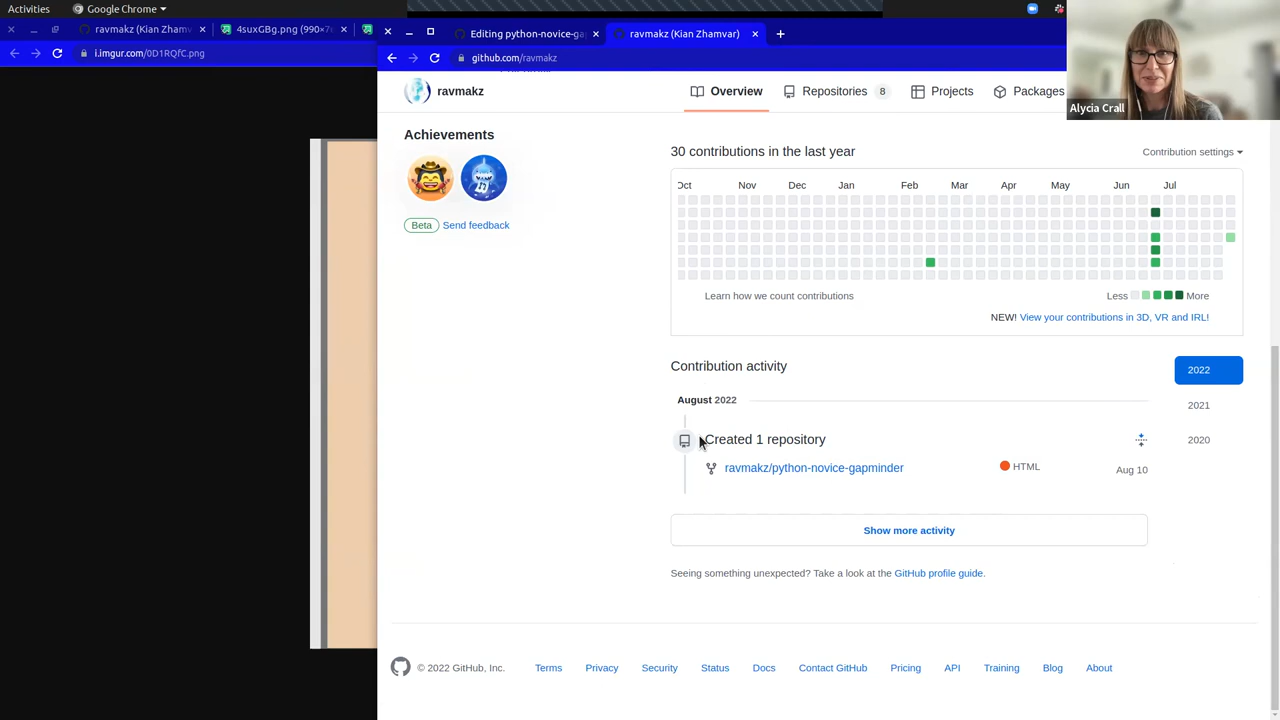 Activities
Google Chrome
ravmakz (Kian Zhamv
4suxGBg.png (990×7
Editing python-novice-ga
ravmakz (Kian Zhamvar)
i.imgur.com/0D1RQfC.png
github.com/ravmakz
ravmakz
Overview
Repositories 8
Projects
Packages
Alycia Crall
Achievements
Beta Send feedback
30 contributions in the last year
Contribution settings
Oct Nov Dec Jan Feb Mar Apr May Jun Jul
Learn how we count contributions
Less More
NEW! View your contributions in 3D, VR and IRL!
Contribution activity
2022
2021
2020
August 2022
Created 1 repository
ravmakz/python-novice-gapminder
HTML
Aug 10
Show more activity
Seeing something unexpected? Take a look at the GitHub profile guide.
© 2022 GitHub, Inc.
Terms
Privacy
Security
Status
Docs
Contact GitHub
Pricing
API
Training
Blog
About